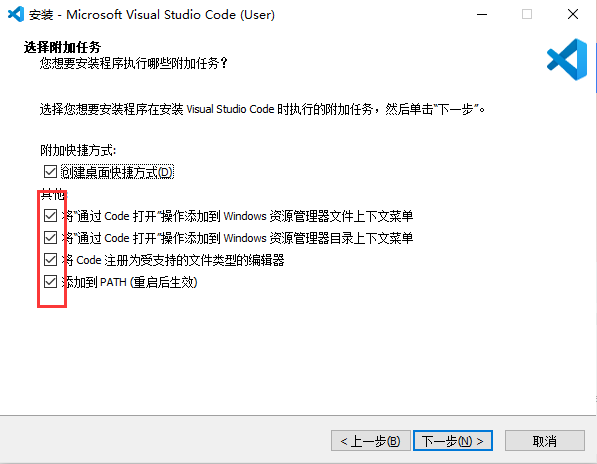 安装 - Microsoft Visual Studio Code (User)
选择附加任务
您想要安装程序执行哪些附加任务？
选择您想要安装程序在安装 Visual Studio Code 时执行的附加任务，然后单击“下一步”。
附加快捷方式:
创建桌面快捷方式(D)
其他:
将“通过 Code 打开”操作添加到 Windows 资源管理器文件上下文菜单
将“通过 Code 打开”操作添加到 Windows 资源管理器目录上下文菜单
将 Code 注册为受支持的文件类型的编辑器
添加到 PATH (重启后生效)
< 上一步(B) 下一步(N) > 取消